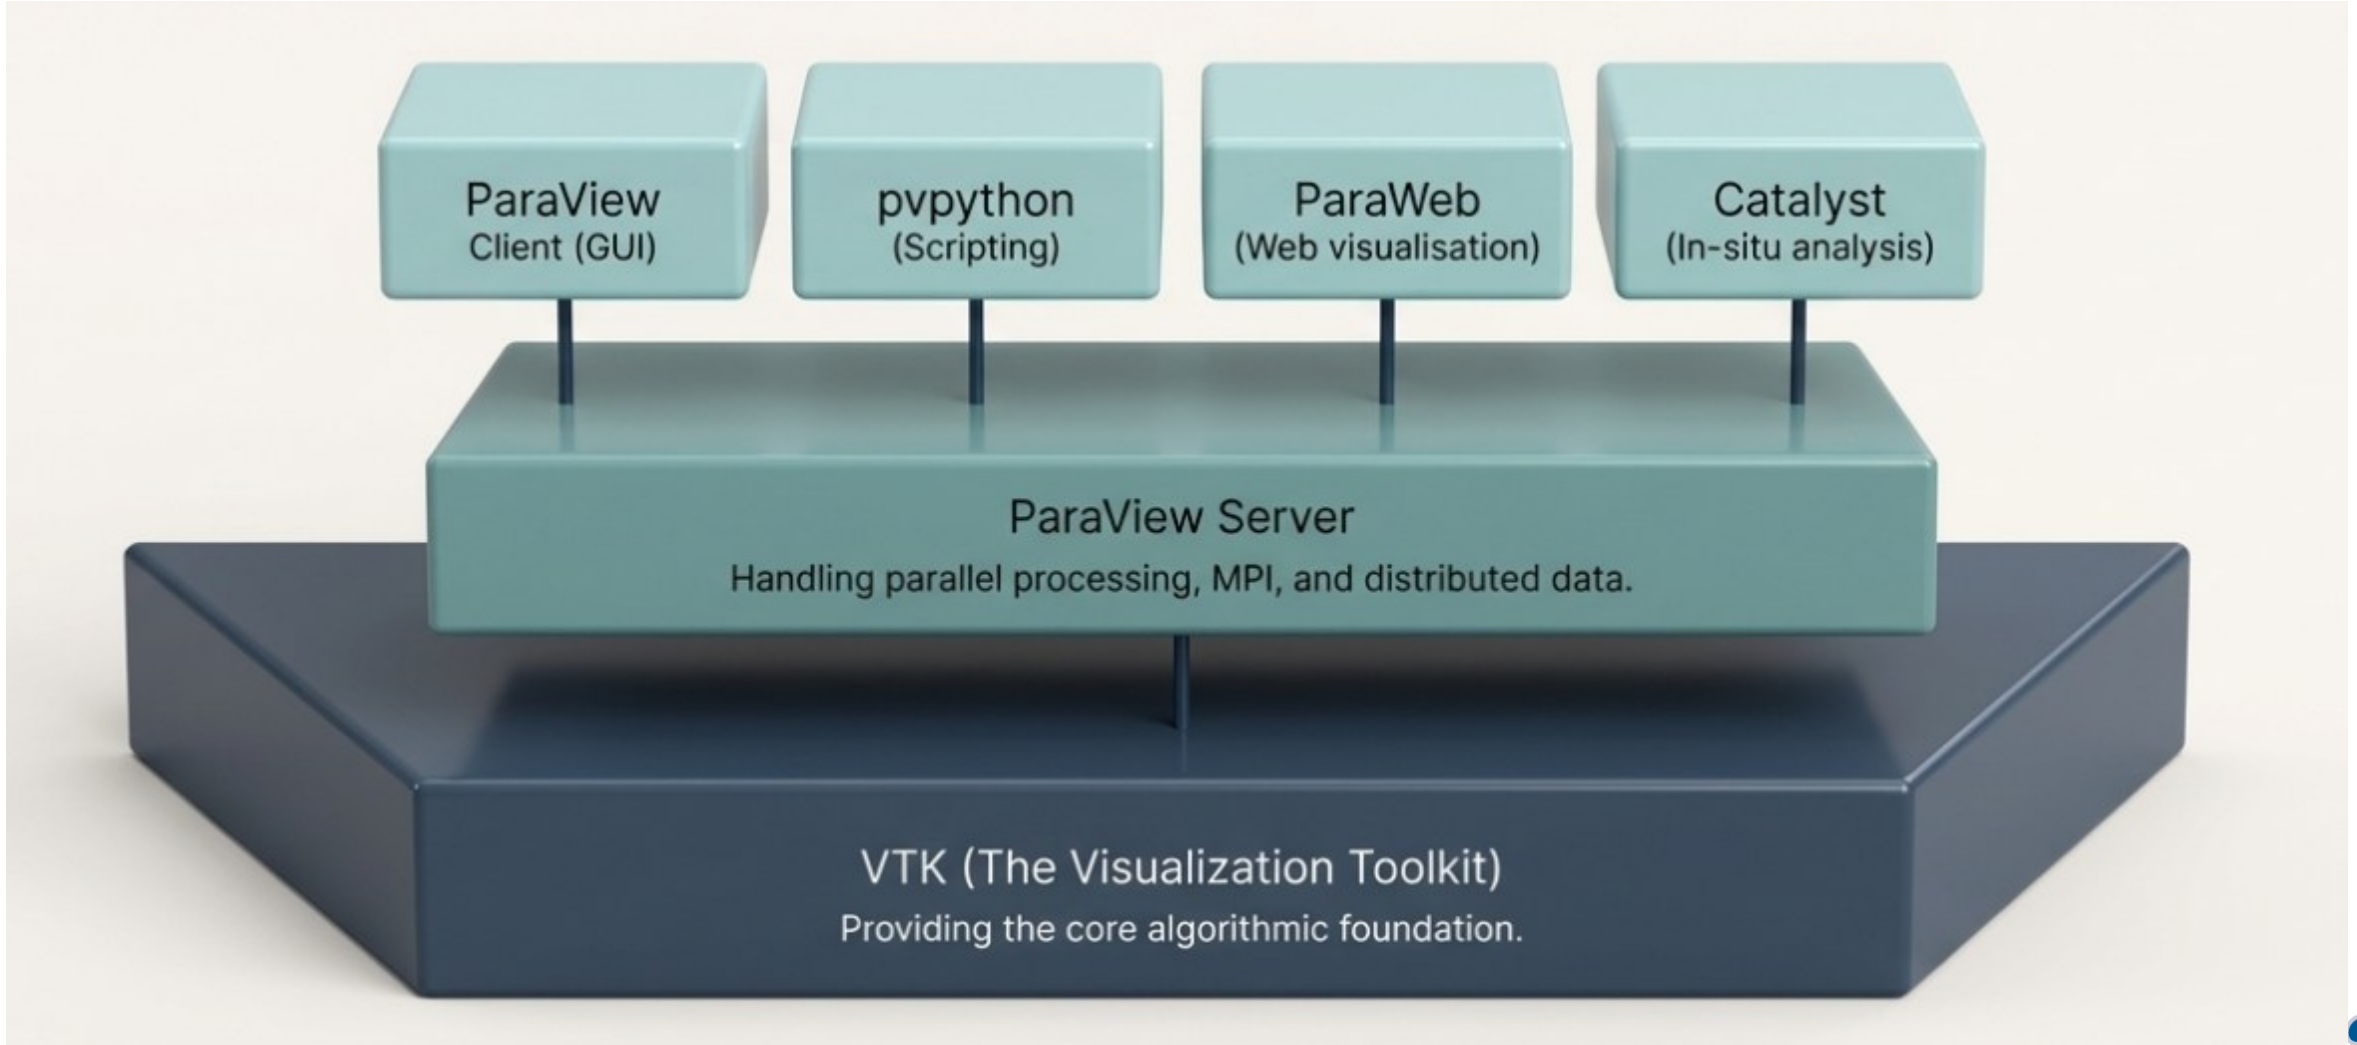 ParaView
Client (GUI)
pvpython
(Scripting)
ParaWeb
(Web visualisation)
Catalyst
(In-situ analysis)
ParaView Server
Handling parallel processing, MPI, and distributed data.
VTK (The Visualization Toolkit)
Providing the core algorithmic foundation.